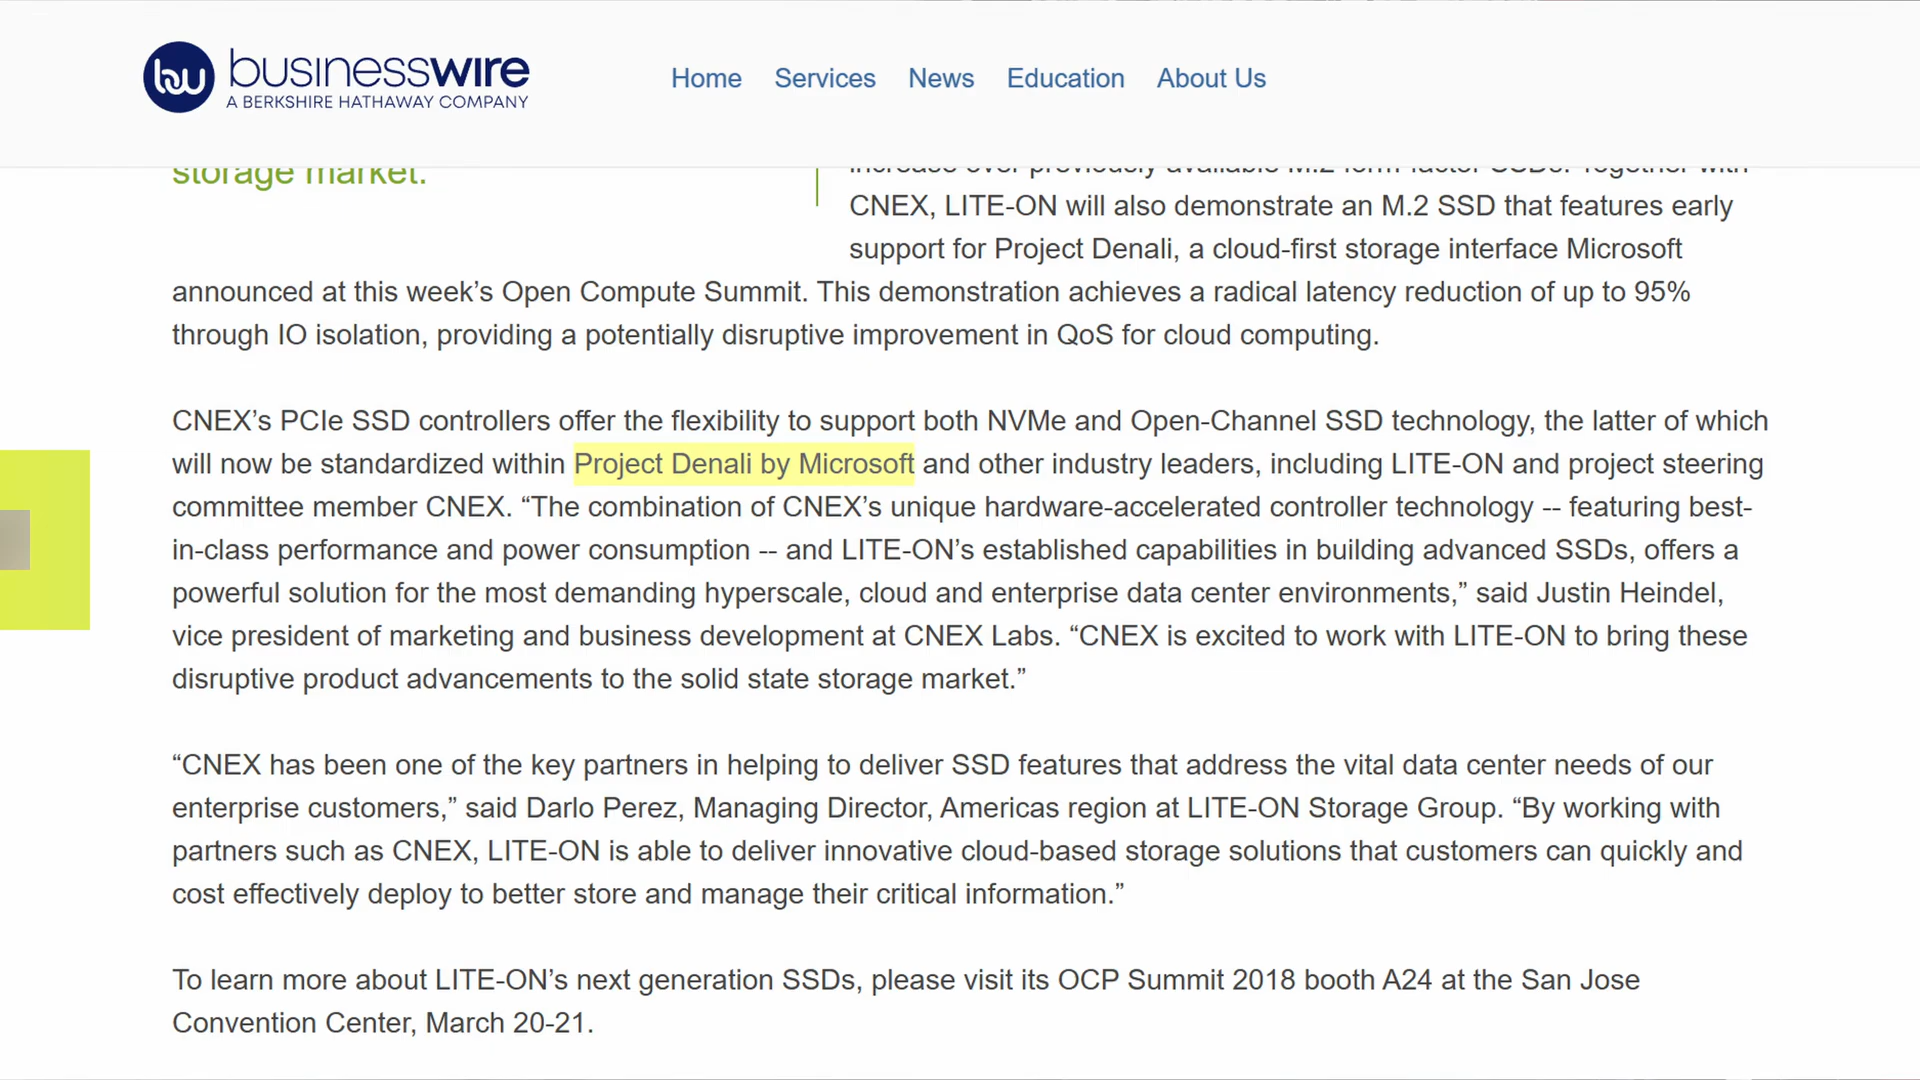 bw businesswire
A BERKSHIRE HATHAWAY COMPANY
Home Services News Education About Us
storage market.
increase over previously available M.2 form factor SSDs. Together with
CNEX, LITE-ON will also demonstrate an M.2 SSD that features early
support for Project Denali, a cloud-first storage interface Microsoft
announced at this week’s Open Compute Summit. This demonstration achieves a radical latency reduction of up to 95%
through IO isolation, providing a potentially disruptive improvement in QoS for cloud computing.
CNEX’s PCIe SSD controllers offer the flexibility to support both NVMe and Open-Channel SSD technology, the latter of which
will now be standardized within Project Denali by Microsoft and other industry leaders, including LITE-ON and project steering
committee member CNEX. “The combination of CNEX’s unique hardware-accelerated controller technology -- featuring best-
in-class performance and power consumption -- and LITE-ON’s established capabilities in building advanced SSDs, offers a
powerful solution for the most demanding hyperscale, cloud and enterprise data center environments,” said Justin Heindel,
vice president of marketing and business development at CNEX Labs. “CNEX is excited to work with LITE-ON to bring these
disruptive product advancements to the solid state storage market.”
“CNEX has been one of the key partners in helping to deliver SSD features that address the vital data center needs of our
enterprise customers,” said Darlo Perez, Managing Director, Americas region at LITE-ON Storage Group. “By working with
partners such as CNEX, LITE-ON is able to deliver innovative cloud-based storage solutions that customers can quickly and
cost effectively deploy to better store and manage their critical information.”
To learn more about LITE-ON’s next generation SSDs, please visit its OCP Summit 2018 booth A24 at the San Jose
Convention Center, March 20-21.